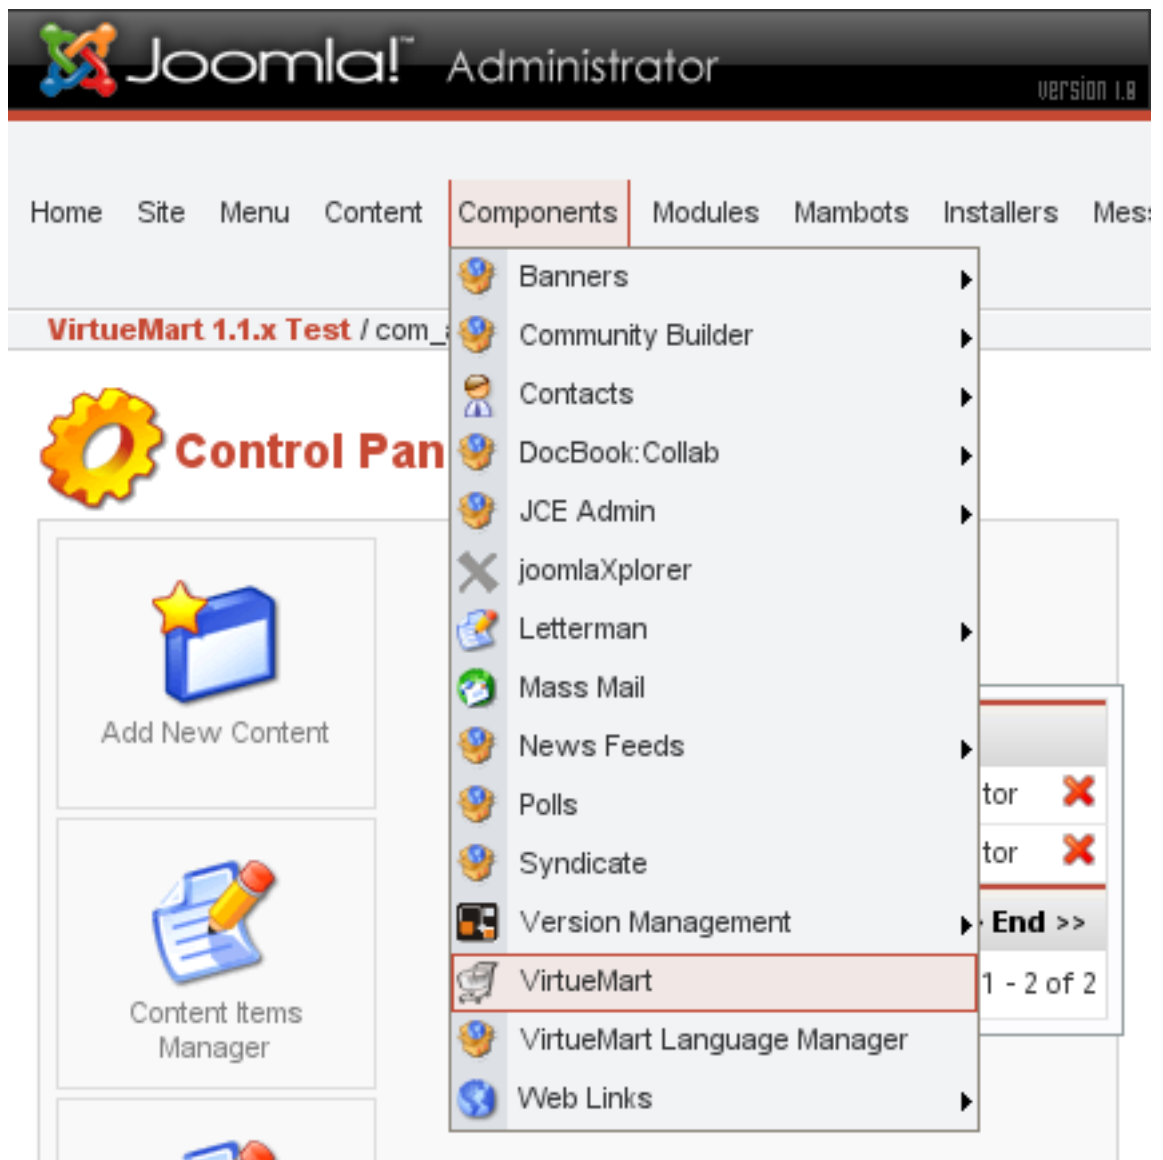 Joomla!™ Administrator
version 1.0
Home Site Menu Content Components Modules Mambots Installers
VirtueMart 1.1.x Test / com_
Control Pan
Add New Content
Content Items
Manager
Banners
Community Builder
Contacts
DocBook:Collab
JCE Admin
joomlaXplorer
Letterman
Mass Mail
News Feeds
Polls
Syndicate
Version Management
VirtueMart
VirtueMart Language Manager
Web Links
tor
tor
End >>
1 - 2 of 2